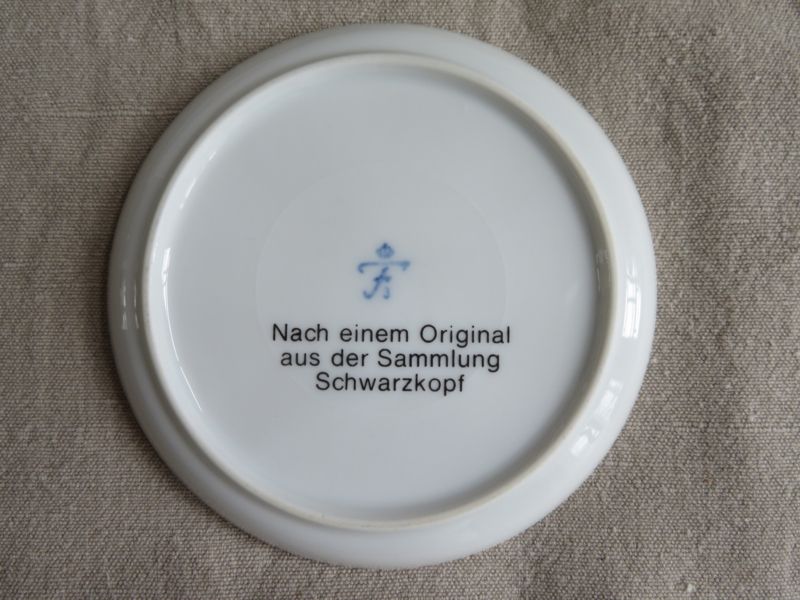 Nach einem Original
aus der Sammlung
Schwarzkopf